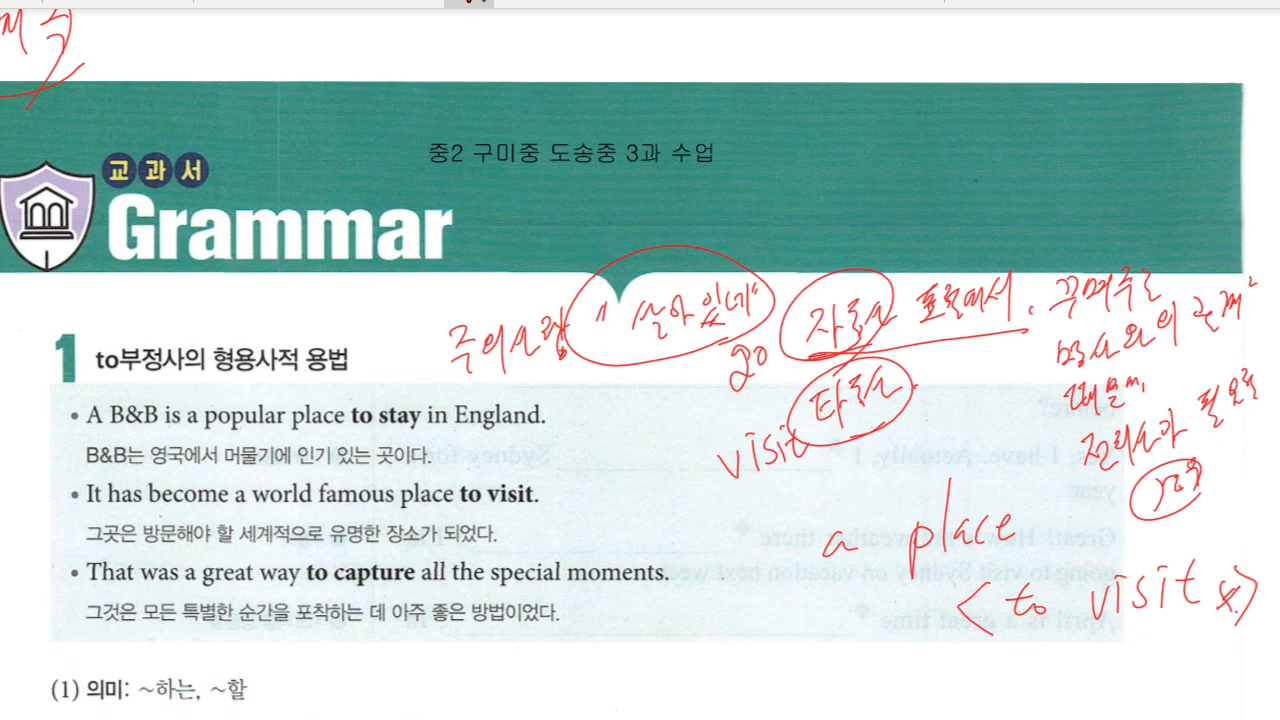 중2 구미중 도송중 3과 수업
교과서
Grammar
주의사항 "살아있네" 자동사 표현에서, 꾸며주는
명사와의 관계
go
때문에
1 to부정사의 형용사적 용법
타동사
visit
전치사가 필요
a place
< to visit x>
• A B&B is a popular place to stay in England.
B&B는 영국에서 머물기에 인기 있는 곳이다.
• It has become a world famous place to visit.
그곳은 방문해야 할 세계적으로 유명한 장소가 되었다.
• That was a great way to capture all the special moments.
그것은 모든 특별한 순간을 포착하는 데 아주 좋은 방법이었다.
(1) 의미: ~하는, ~할